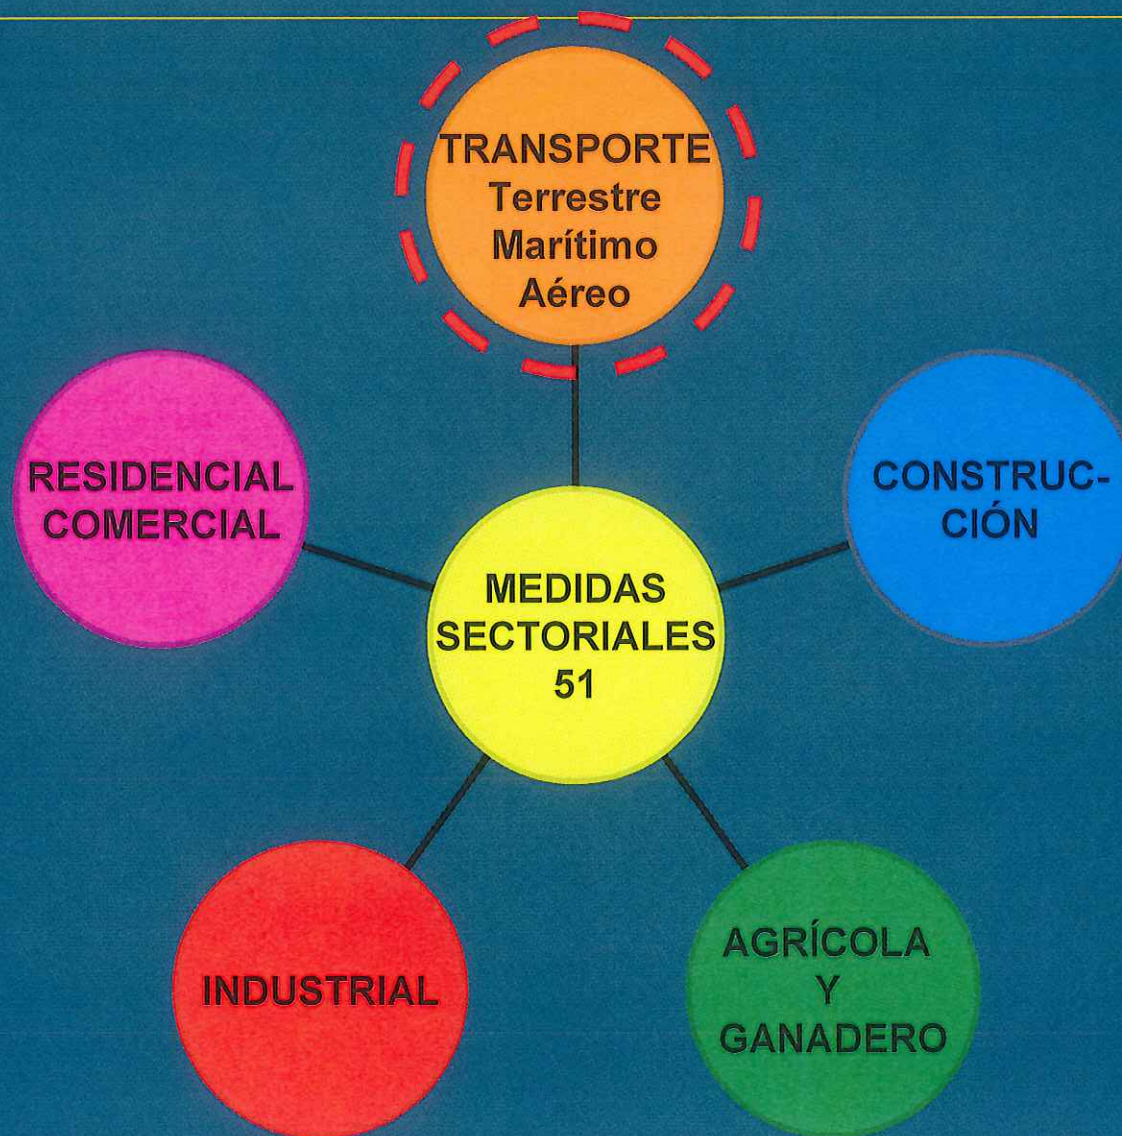 TRANSPORTE
Terrestre
Marítimo
Aéreo
RESIDENCIAL
COMERCIAL
CONSTRUC-
CIÓN
MEDIDAS
SECTORIALES
51
INDUSTRIAL
AGRÍCOLA
Y
GANADERO